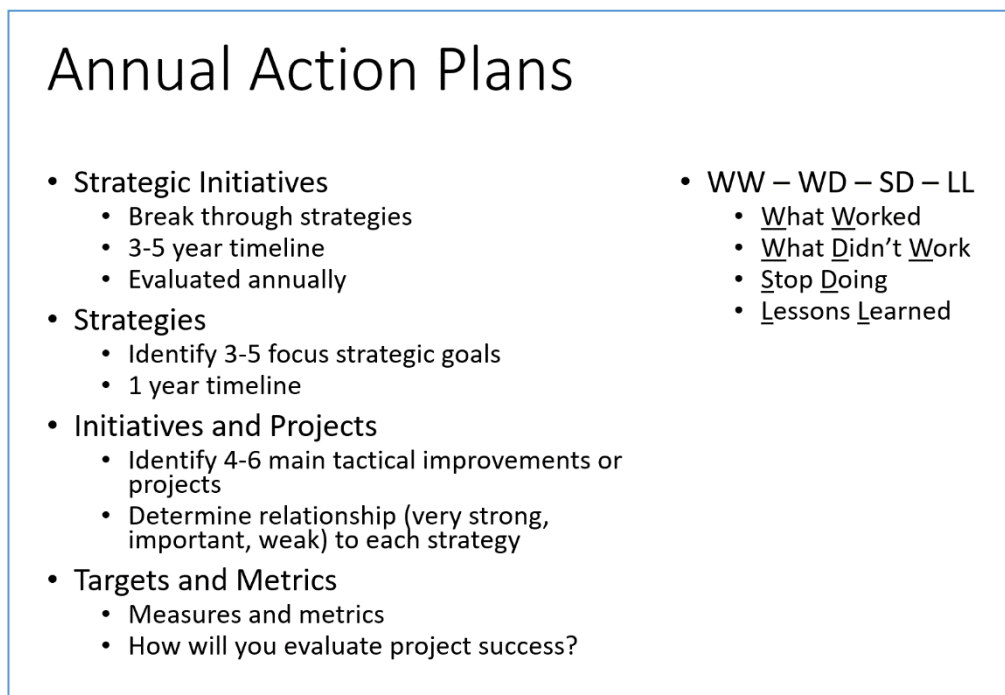 Annual Action Plans
• Strategic Initiatives
• Break through strategies
• 3-5 year timeline
• Evaluated annually
• Strategies
• Identify 3-5 focus strategic goals
• 1 year timeline
• Initiatives and Projects
• Identify 4-6 main tactical improvements or
projects
• Determine relationship (very strong,
important, weak) to each strategy
• Targets and Metrics
• Measures and metrics
• How will you evaluate project success?
• WW – WD – SD – LL
• What Worked
• What Didn’t Work
• Stop Doing
• Lessons Learned